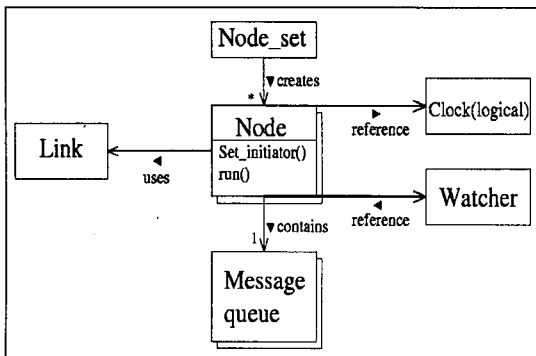 Node_set
▼creates
*
Node
Set_initiator()
run()
Link
◄
uses
►
reference
Clock(logical)
◄
reference
Watcher
▼contains
1
Message
queue